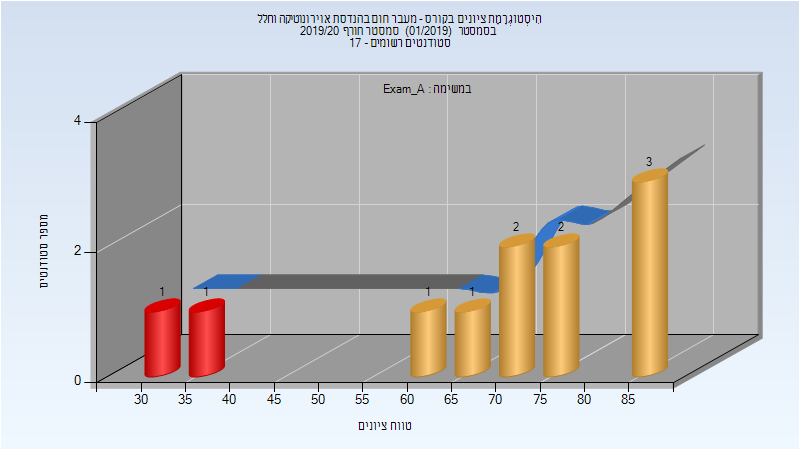 היסטוגרמת ציונים בקורס - מעבר חום בהנדסת אוירונוטיקה וחלל
בסמסטר (01/2019) סמסטר חורף 2019/20
סטודנטים רשומים - 17
במשימה : Exam_A
מספר סטודנטים
4
2
0
1
1
1
1
2
2
3
30 35 40 45 50 55 60 65 70 75 80 85
טווח ציונים